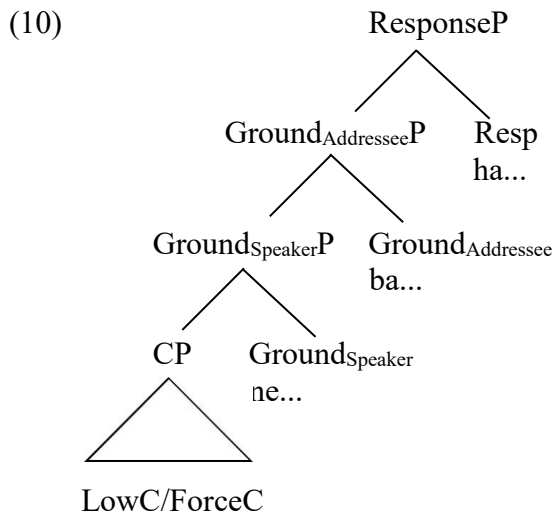 (10) ResponseP
Ground_AddresseeP Resp
ha...
Ground_SpeakerP Ground_Addressee
ba...
CP Ground_Speaker
ne...
LowC/ForceC